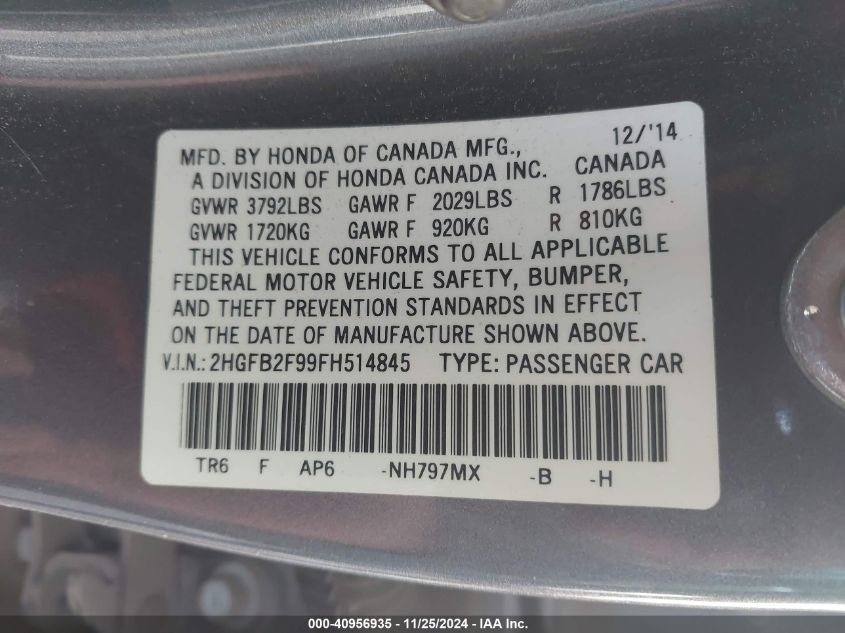 12/'14
MFD. BY HONDA OF CANADA MFG.,
A DIVISION OF HONDA CANADA INC. CANADA
GVWR 3792LBS GAWR F 2029LBS R 1786LBS
GVWR 1720KG GAWR F 920KG R 810KG
THIS VEHICLE CONFORMS TO ALL APPLICABLE
FEDERAL MOTOR VEHICLE SAFETY, BUMPER,
AND THEFT PREVENTION STANDARDS IN EFFECT
ON THE DATE OF MANUFACTURE SHOWN ABOVE.
V.I.N.: 2HGFB2F99FH514845 TYPE: PASSENGER CAR
TR6 F AP6 -NH797MX -B -H
000-40956935 - 11/25/2024 - IAAI Inc.